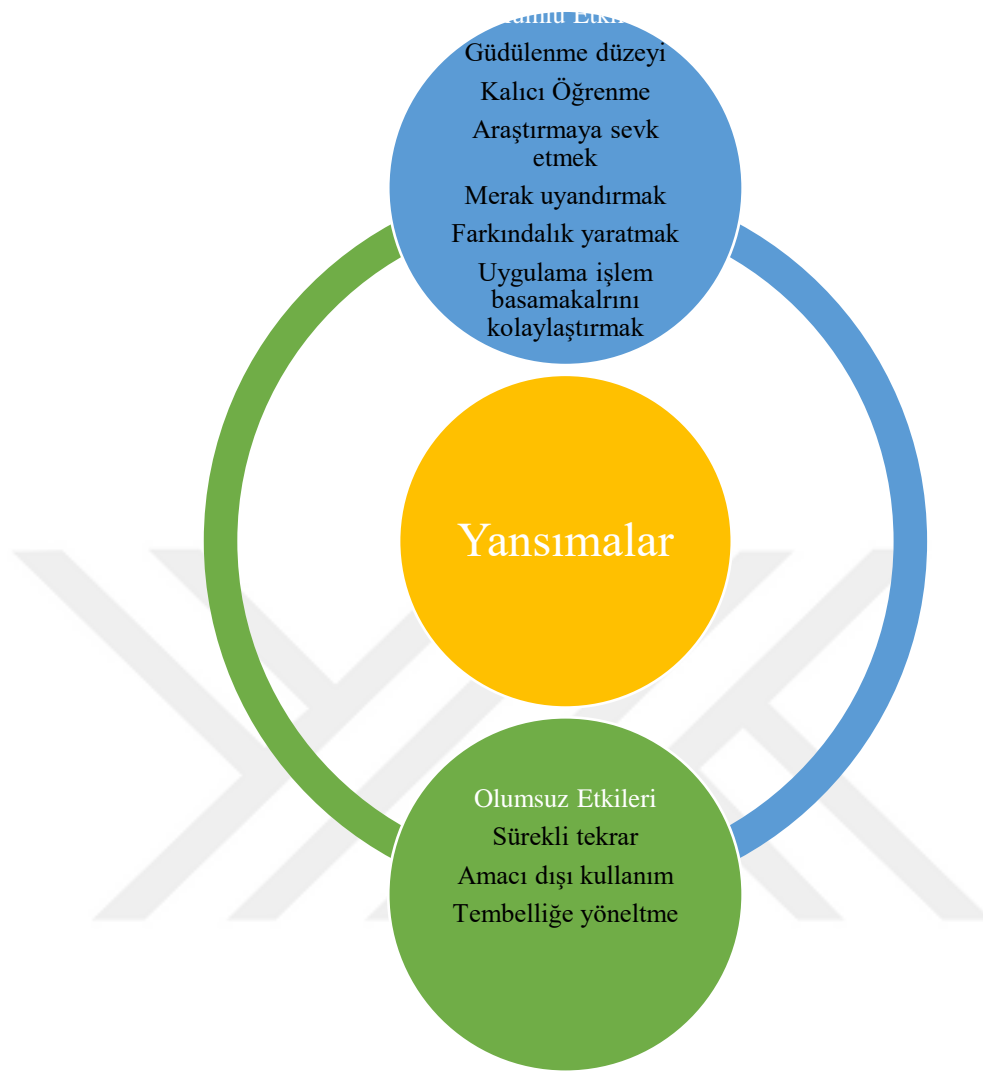 Güdülenme düzeyi
Kalıcı Öğrenme
Araştırmaya sevk
etmek
Merak uyandırmak
Farkındalık yaratmak
Uygulama işlem
basamakalrını
kolaylaştırmak
Yansımalar
Olumsuz Etkileri
Sürekli tekrar
Amacı dışı kullanım
Tembelliğe yöneltme